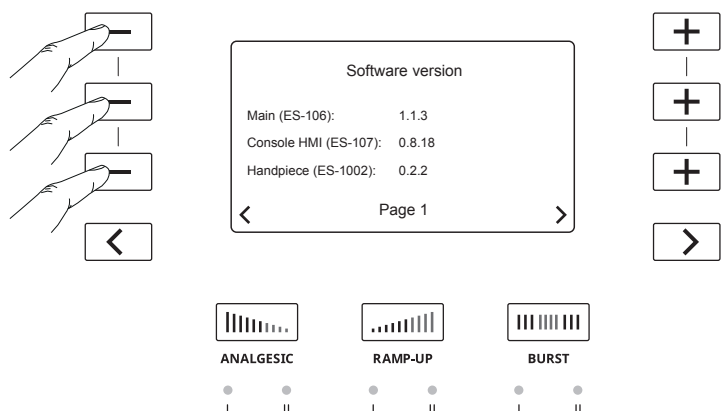 Software version
Main (ES-106): 1.1.3
Console HMI (ES-107): 0.8.18
Handpiece (ES-1002): 0.2.2
Page 1
ANALGESIC RAMP-UP BURST
I II I II I II